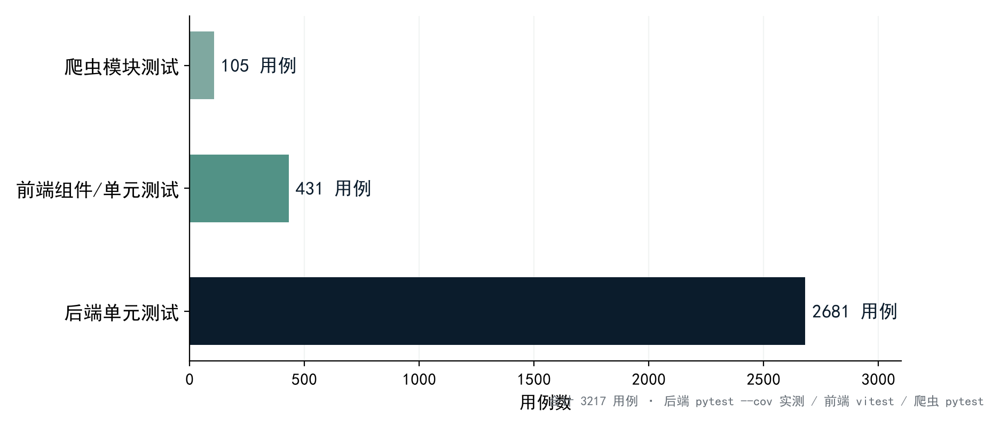 爬虫模块测试
105 用例
前端组件/单元测试
431 用例
后端单元测试
2681 用例
0 500 1000 1500 2000 2500 3000
用例数
合计 3217 用例 · 后端 pytest --cov 实测 / 前端 vitest / 爬虫 pytest